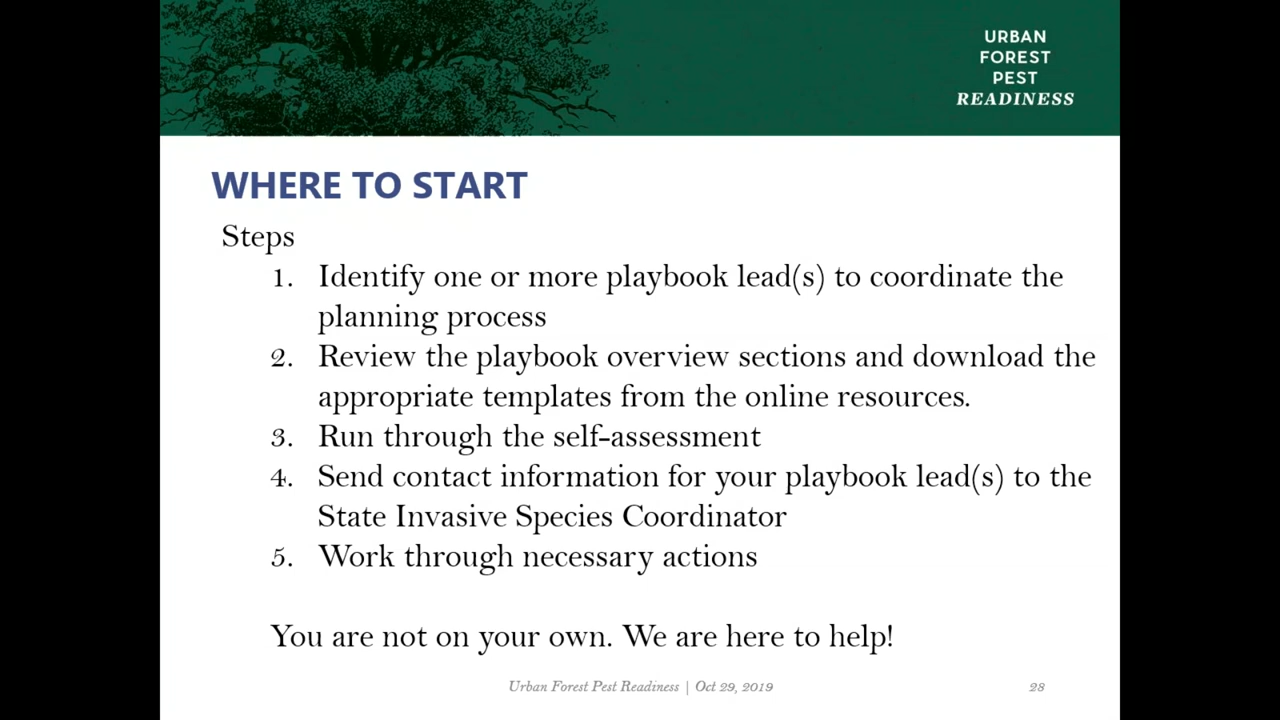 URBAN
FOREST
PEST
READINESS
WHERE TO START
Steps
1. Identify one or more playbook lead(s) to coordinate the
planning process
2. Review the playbook overview sections and download the
appropriate templates from the online resources.
3. Run through the self-assessment
4. Send contact information for your playbook lead(s) to the
State Invasive Species Coordinator
5. Work through necessary actions
You are not on your own. We are here to help!
Urban Forest Pest Readiness | Oct 29, 2019
28